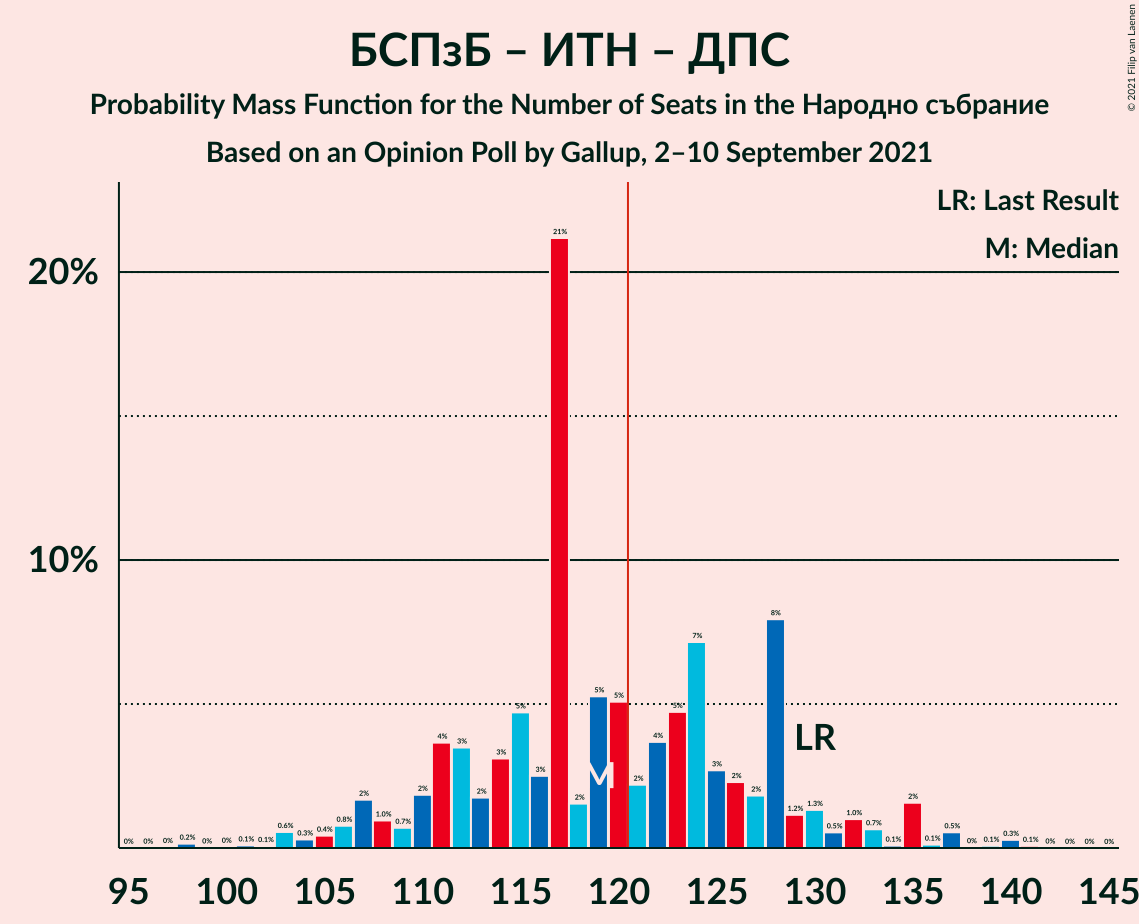 БСПзБ – ИТН – ДПС
Probability Mass Function for the Number of Seats in the Народно събрание
Based on an Opinion Poll by Gallup, 2–10 September 2021
© 2021 Filip van Laenen
LR: Last Result
M: Median
20%
10%
0% 0% 0% 0.2% 0% 0% 0.1% 0.1% 0.6% 0.3% 0.4% 0.8% 2% 1.0% 0.7% 2% 4% 3% 2% 3% 5% 3% 21% 2% 5% 5% 2% 4% 5% 7% 3% 2% 2% 8% 1.2% 1.3% 0.5% 1.0% 0.7% 0.1% 2% 0.1% 0.5% 0% 0.1% 0.3% 0.1% 0% 0% 0% 0%
M
LR
95 100 105 110 115 120 125 130 135 140 145